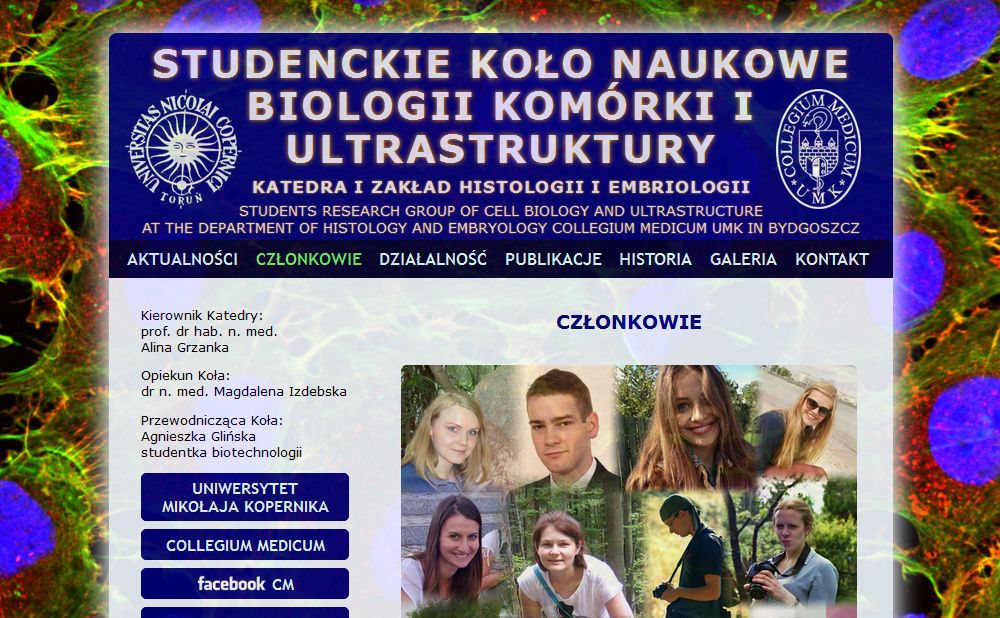 STUDENCKIE KOŁO NAUKOWE
BIOLOGII KOMÓRKI I
ULTRASTRUKTURY
UNIVERSITAS NICOLAI COPERNICI
TORUŃ
COLLEGIUM MEDICUM
UMK
KATEDRA I ZAKŁAD HISTOLOGII I EMBRIOLOGII
STUDENTS RESEARCH GROUP OF CELL BIOLOGY AND ULTRASTRUCTURE
AT THE DEPARTMENT OF HISTOLOGY AND EMBRYOLOGY COLLEGIUM MEDICUM UMK IN BYDGOSZCZ
AKTUALNOŚCI CZŁONKOWIE DZIAŁALNOŚĆ PUBLIKACJE HISTORIA GALERIA KONTAKT
Kierownik Katedry:
prof. dr hab. n. med.
Alina Grzanka
Opiekun Koła:
dr n. med. Magdalena Izdebska
Przewodnicząca Koła:
Agnieszka Glińska
studentka biotechnologii
UNIWERSYTET
MIKOŁAJA KOPERNIKA
COLLEGIUM MEDICUM
facebook CM
CZŁONKOWIE